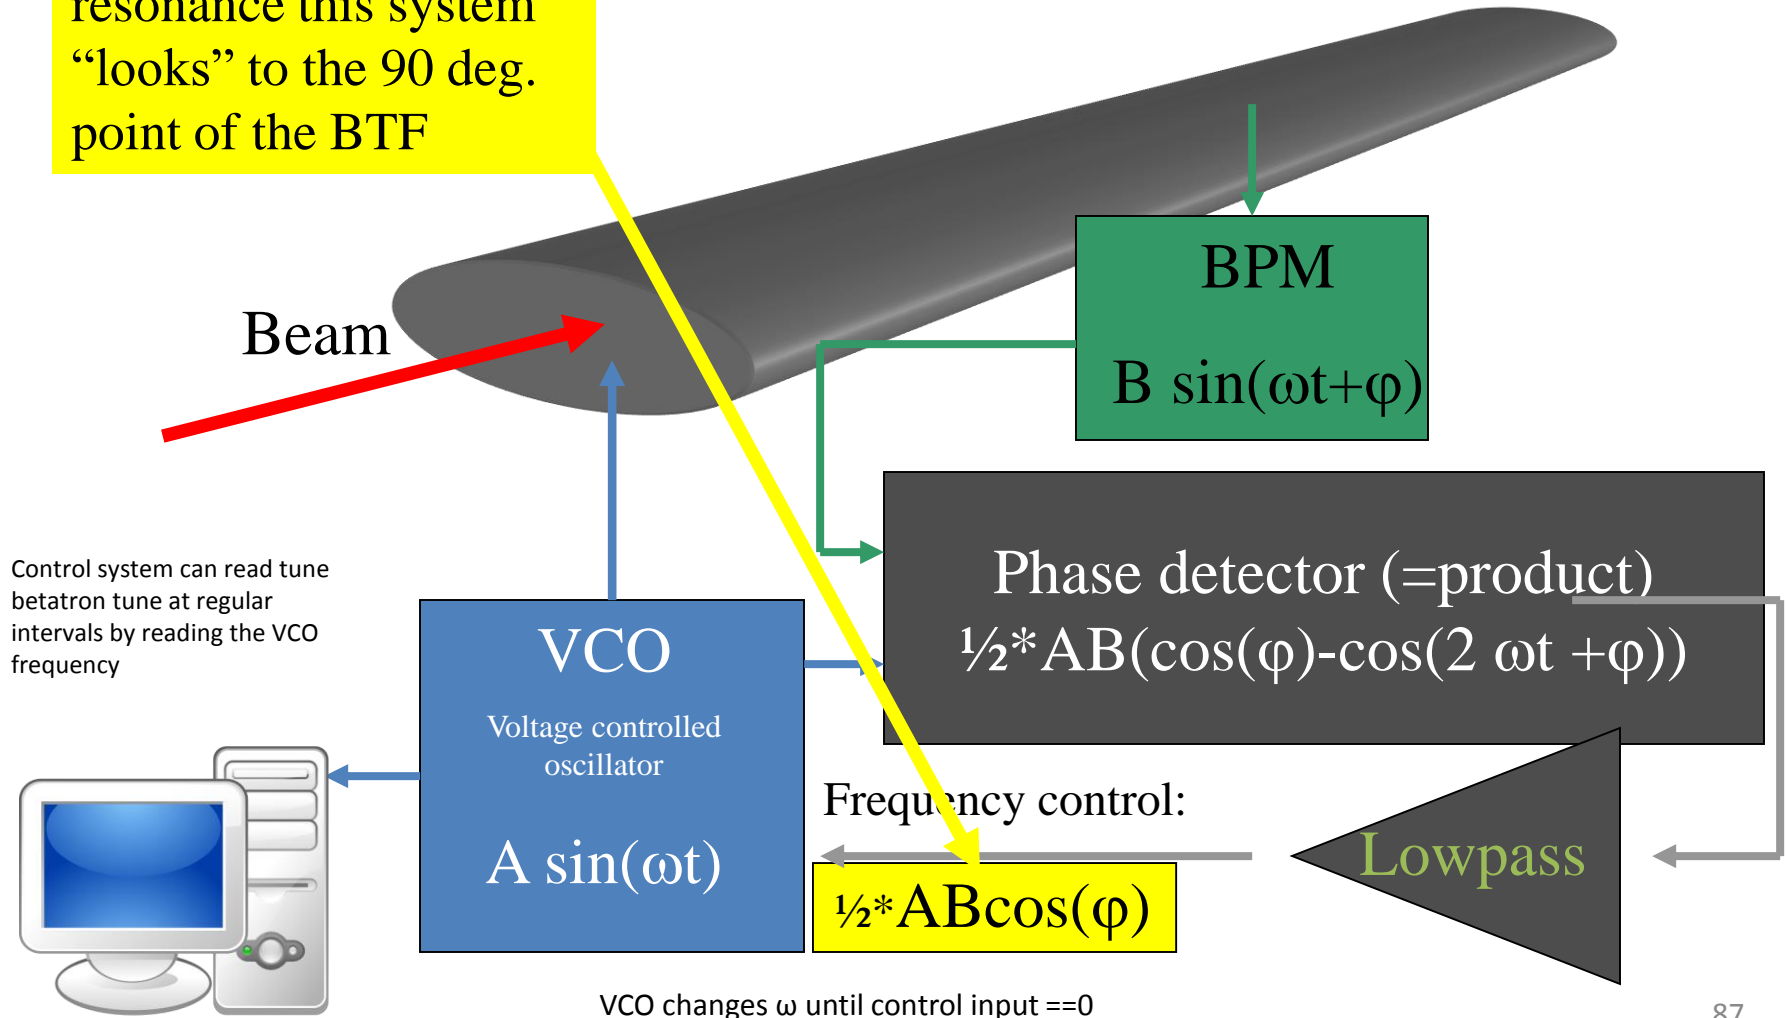 resonance this system
“looks” to the 90 deg.
point of the BTF
Beam
BPM
B sin(ωt+φ)
Control system can read tune
betatron tune at regular
intervals by reading the VCO
frequency
Phase detector (=product)
½*AB(cos(φ)-cos(2 ωt +φ))
VCO
Voltage controlled
oscillator
A sin(ωt)
Frequency control:
½*ABcos(φ)
Lowpass
VCO changes ω until control input ==0
87